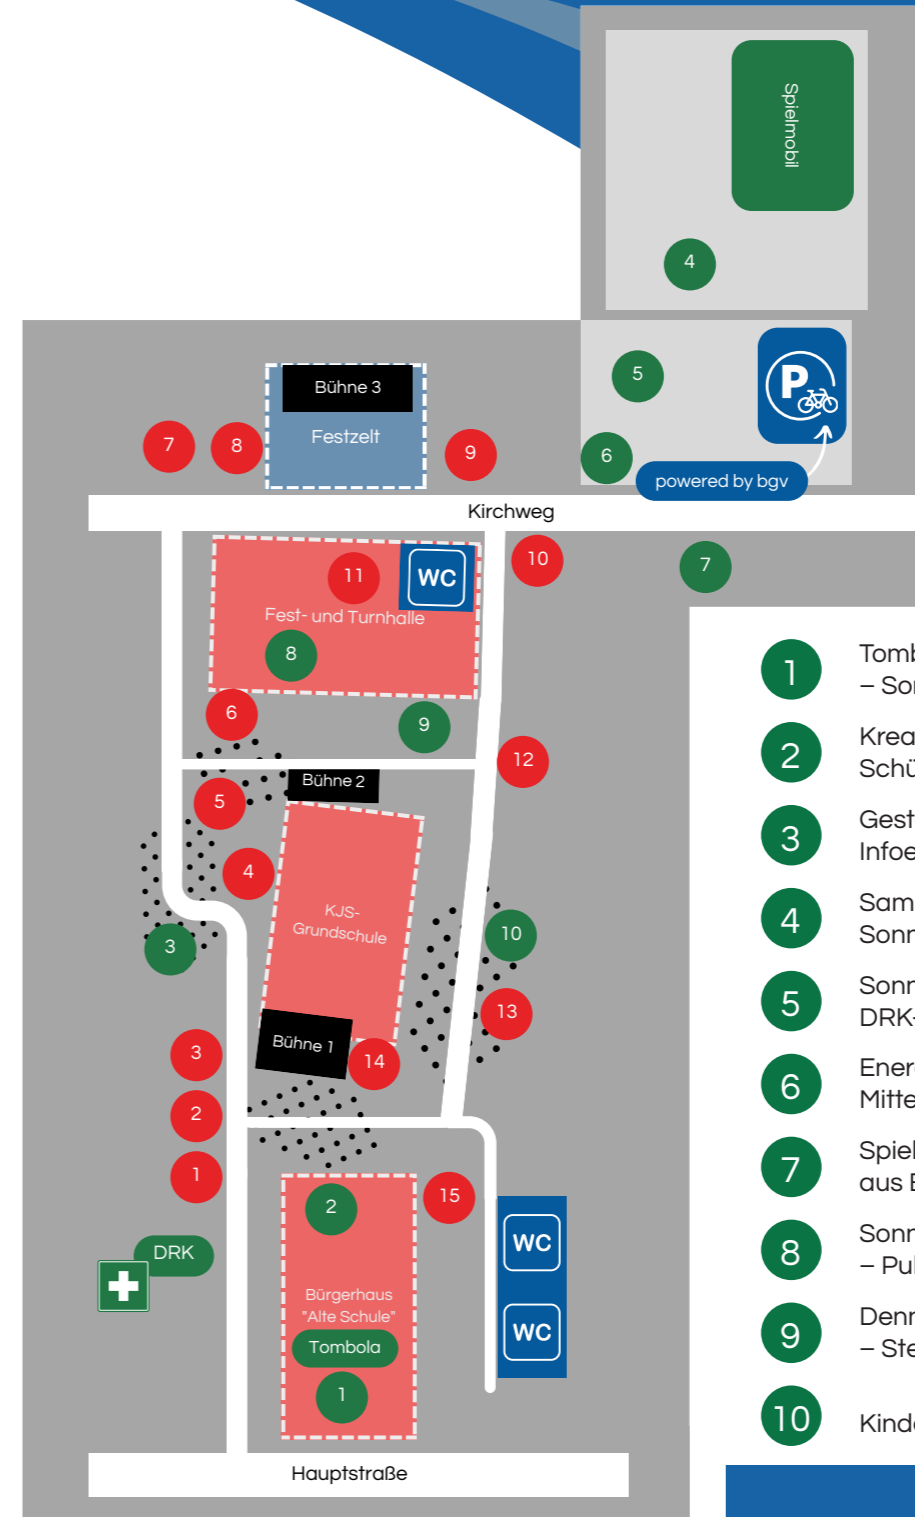 Spielmobil
4
5
6
P
powered by bgv
Bühne 3
Festzelt
7
8
9
Kirchweg
11
WC
10
Fest- und Turnhalle
8
7
6
9
12
Bühne 2
5
4
KJS-
Grundschule
3
10
13
Bühne 1
14
3
2
1
15
2
DRK
WC
WC
Bürgerhaus
"Alte Schule"
Tombola
1
Hauptstraße
1
2
Schü
3
4
5
DRK-
6
7
aus
8
9
10